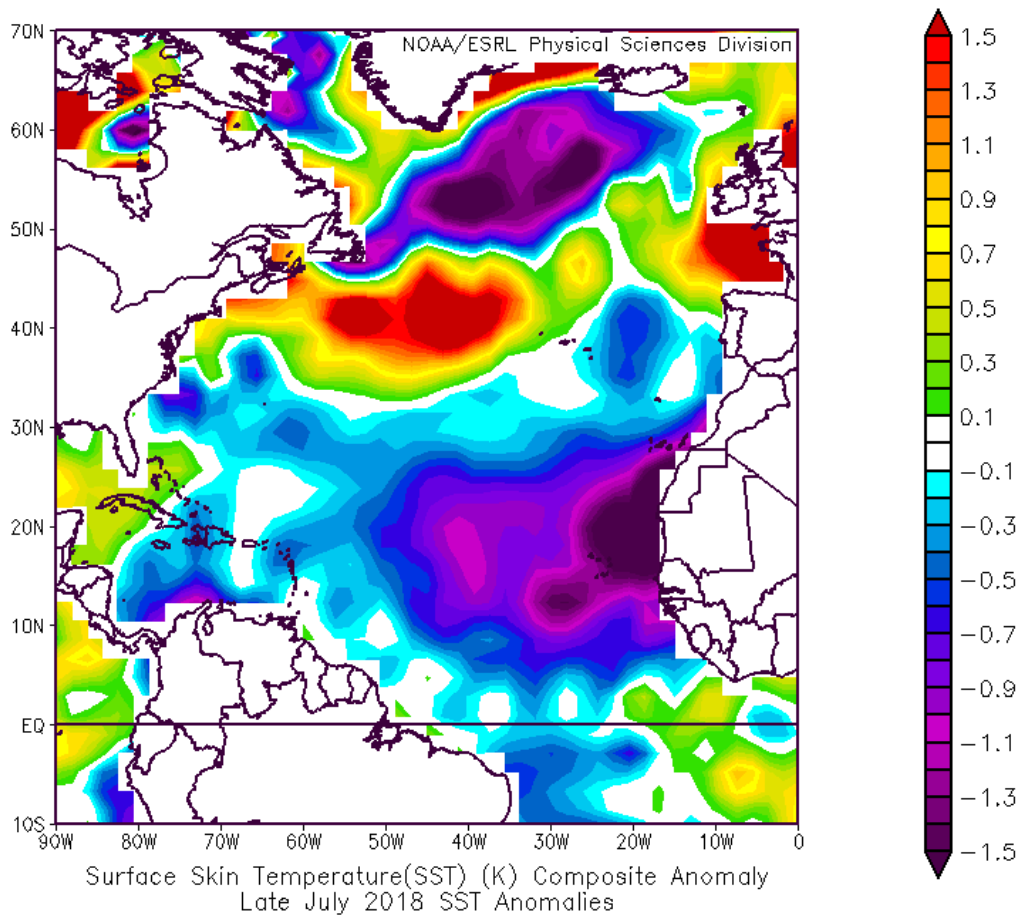 NOAA/ESRL Physical Sciences Division
70N
60N
50N
40N
30N
20N
10N
EQ
10S
90W 80W 70W 60W 50W 40W 30W 20W 10W 0
1.5
1.3
1.1
0.9
0.7
0.5
0.3
0.1
−0.1
−0.3
−0.5
−0.7
−0.9
−1.1
−1.3
−1.5
Surface Skin Temperature(SST) (K) Composite Anomaly
Late July 2018 SST Anomalies